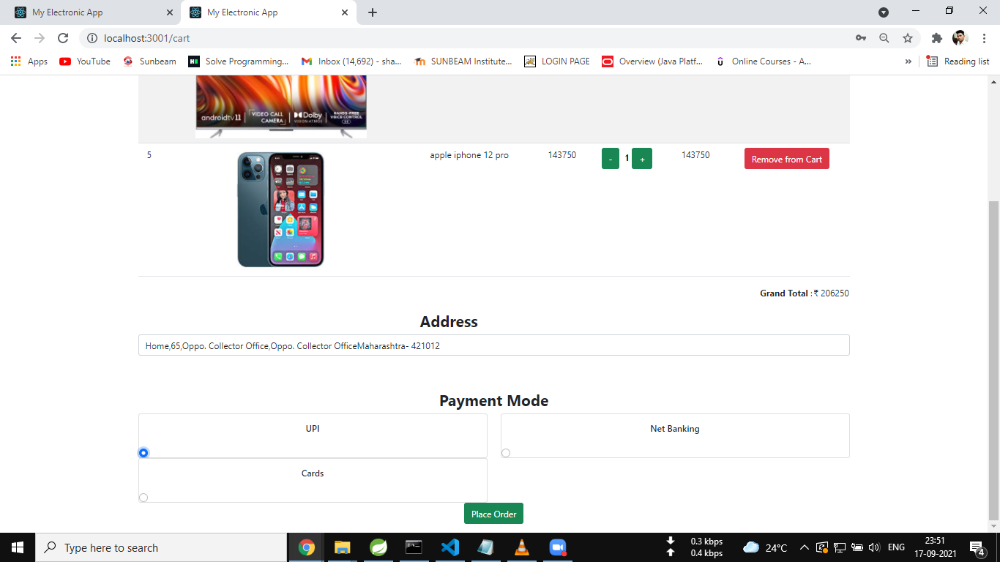 My Electronic App
My Electronic App
localhost:3001/cart
Apps
YouTube
Sunbeam
Solve Programming...
Inbox (14,692) - sha...
SUNBEAM Institute...
LOGIN PAGE
Overview (Java Platf...
Online Courses - A...
»
Reading list
androidtv 11
VIDEO CALL
CAMERA
Dolby
VISION ATMOS
HANDS-FREE
VOICE CONTROL
5
apple iphone 12 pro
143750
- 1 +
143750
Remove from Cart
Grand Total : ₹ 206250
Address
Home,65,Oppo. Collector Office,Oppo. Collector OfficeMaharashtra- 421012
Payment Mode
UPI
Net Banking
Cards
Place Order
Type here to search
0.3 kbps
0.4 kbps
24°C
ENG
23:51
17-09-2021
4